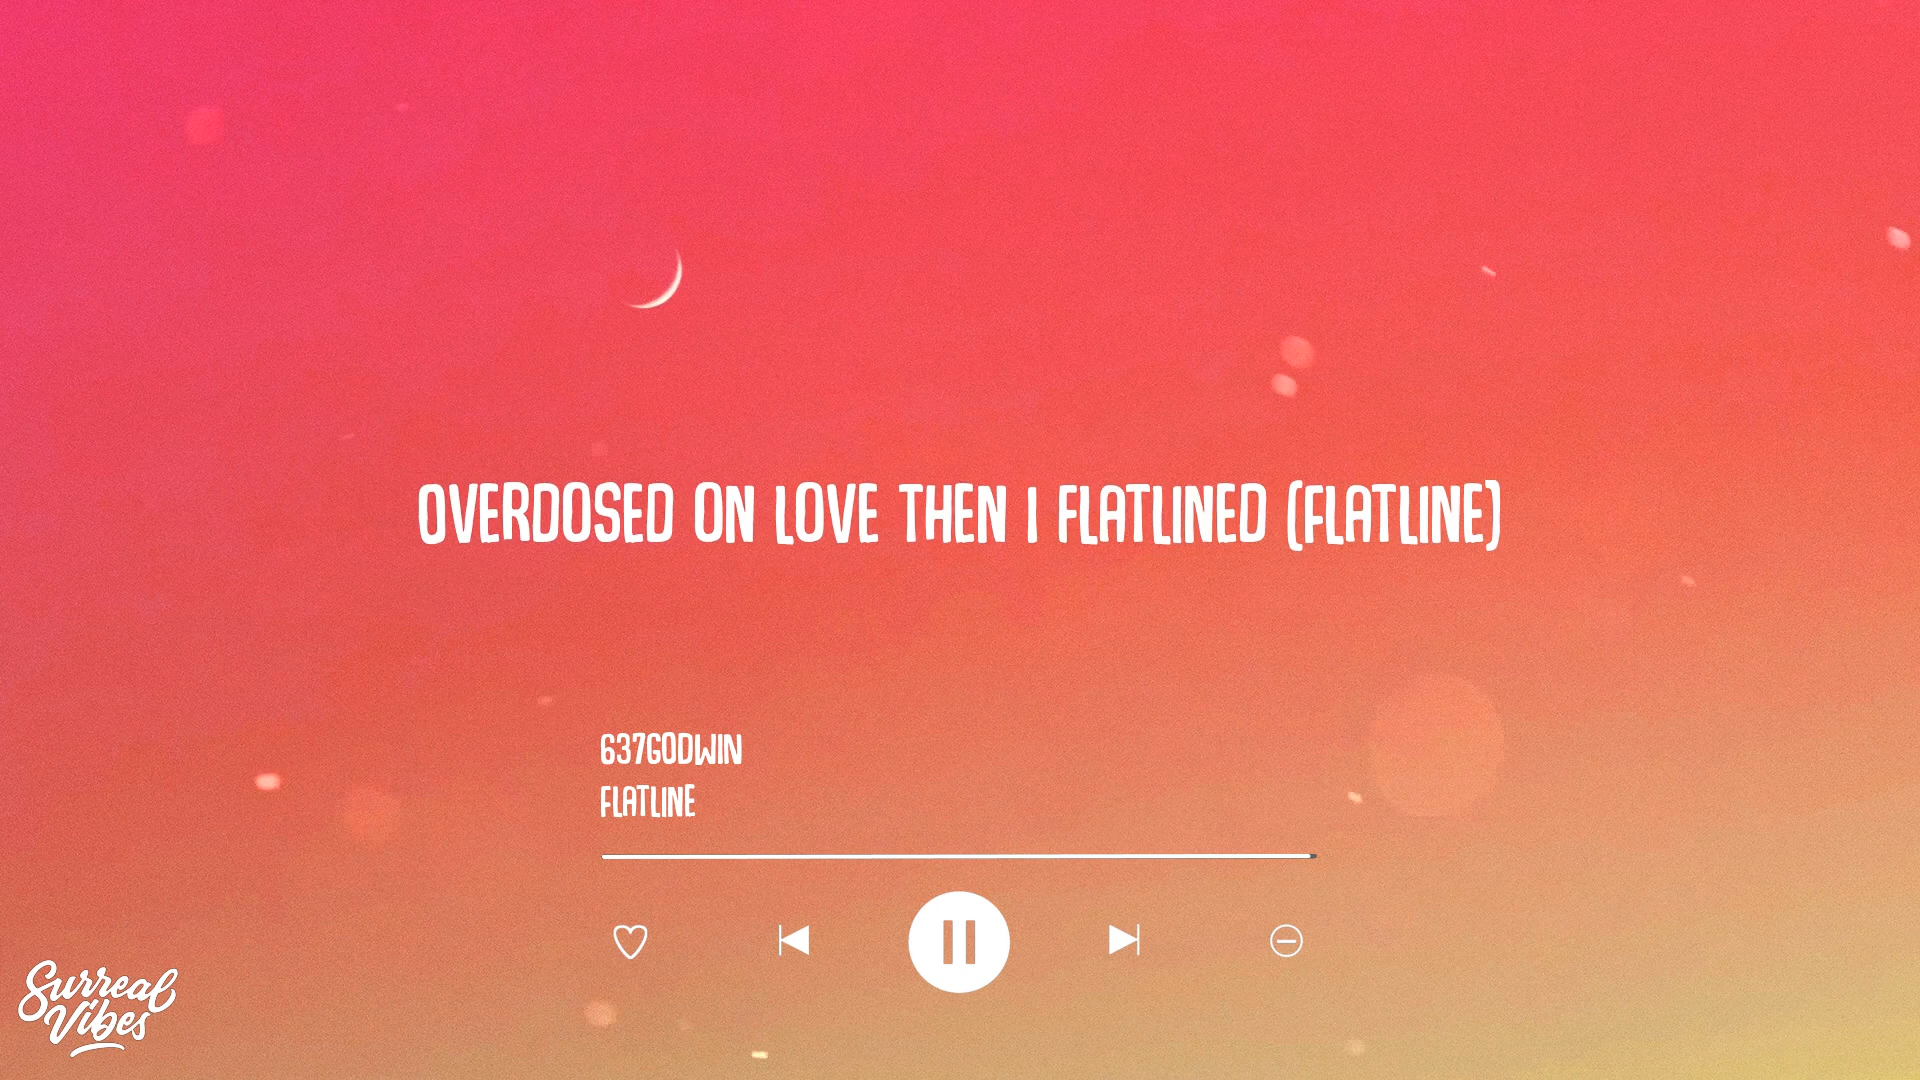 OVERDOSED ON LOVE THEN I FLATLINED (FLATLINE)
637GODWIN
FLATLINE
Surreal
Vibes